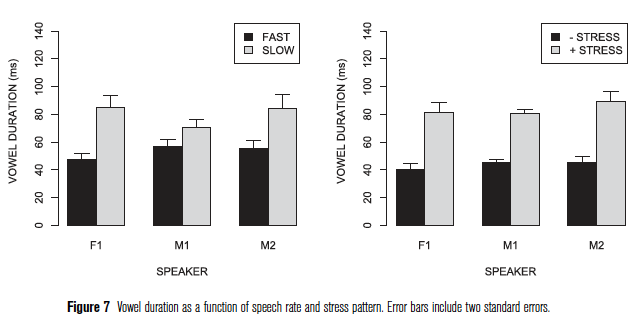 FAST
SLOW
VOWEL DURATION (ms)
0 20 40 60 80 100 120 140
F1 M1 M2
SPEAKER
- STRESS
+ STRESS
VOWEL DURATION (ms)
0 20 40 60 80 100 120 140
F1 M1 M2
SPEAKER
Figure 7 Vowel duration as a function of speech rate and stress pattern. Error bars include two standard errors.